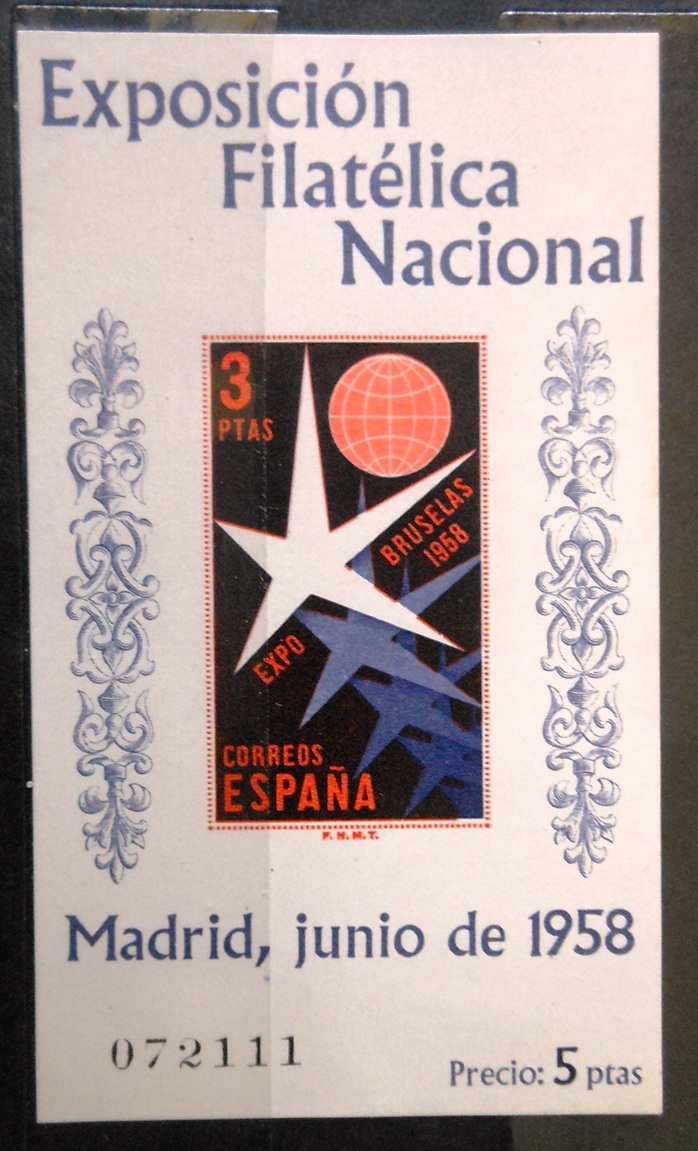 Exposición
Filatélica
Nacional
3
PTAS
BRUSELAS
1958
EXPO
CORREOS
ESPAÑA
F.N.M.T.
Madrid, junio de 1958
072111
Precio: 5 ptas